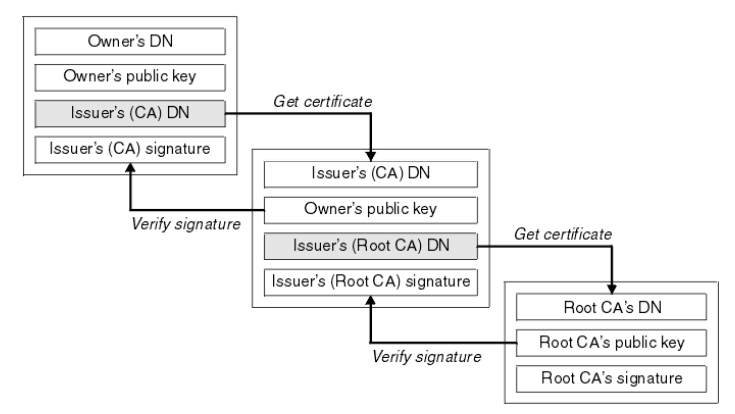 Owner's DN
Owner's public key
Issuer's (CA) DN
Get certificate
Issuer's (CA) signature
Issuer's (CA) DN
Verify signature
Owner's public key
Issuer's (Root CA) DN
Get certificate
Issuer's (Root CA) signature
Root CA's DN
Verify signature
Root CA's public key
Root CA's signature